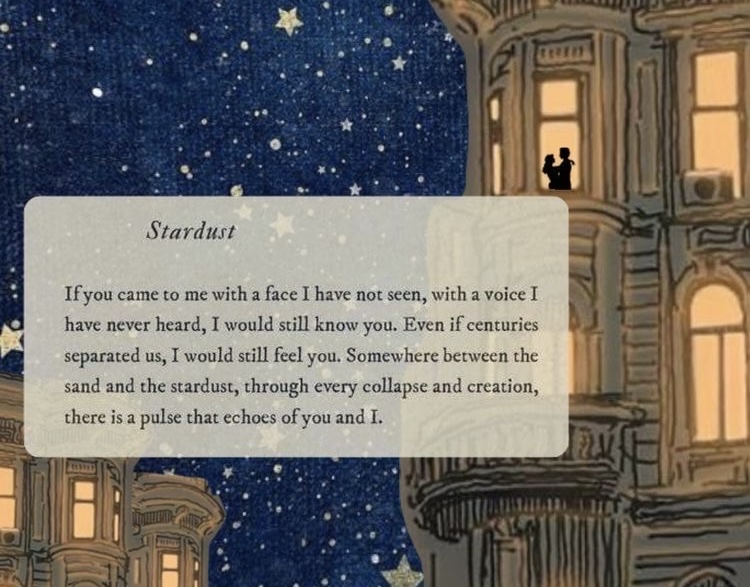 Stardust
If you came to me with a face I have not seen, with a voice I
have never heard, I would still know you. Even if centuries
separated us, I would still feel you. Somewhere between the
sand and the stardust, through every collapse and creation,
there is a pulse that echoes of you and I.